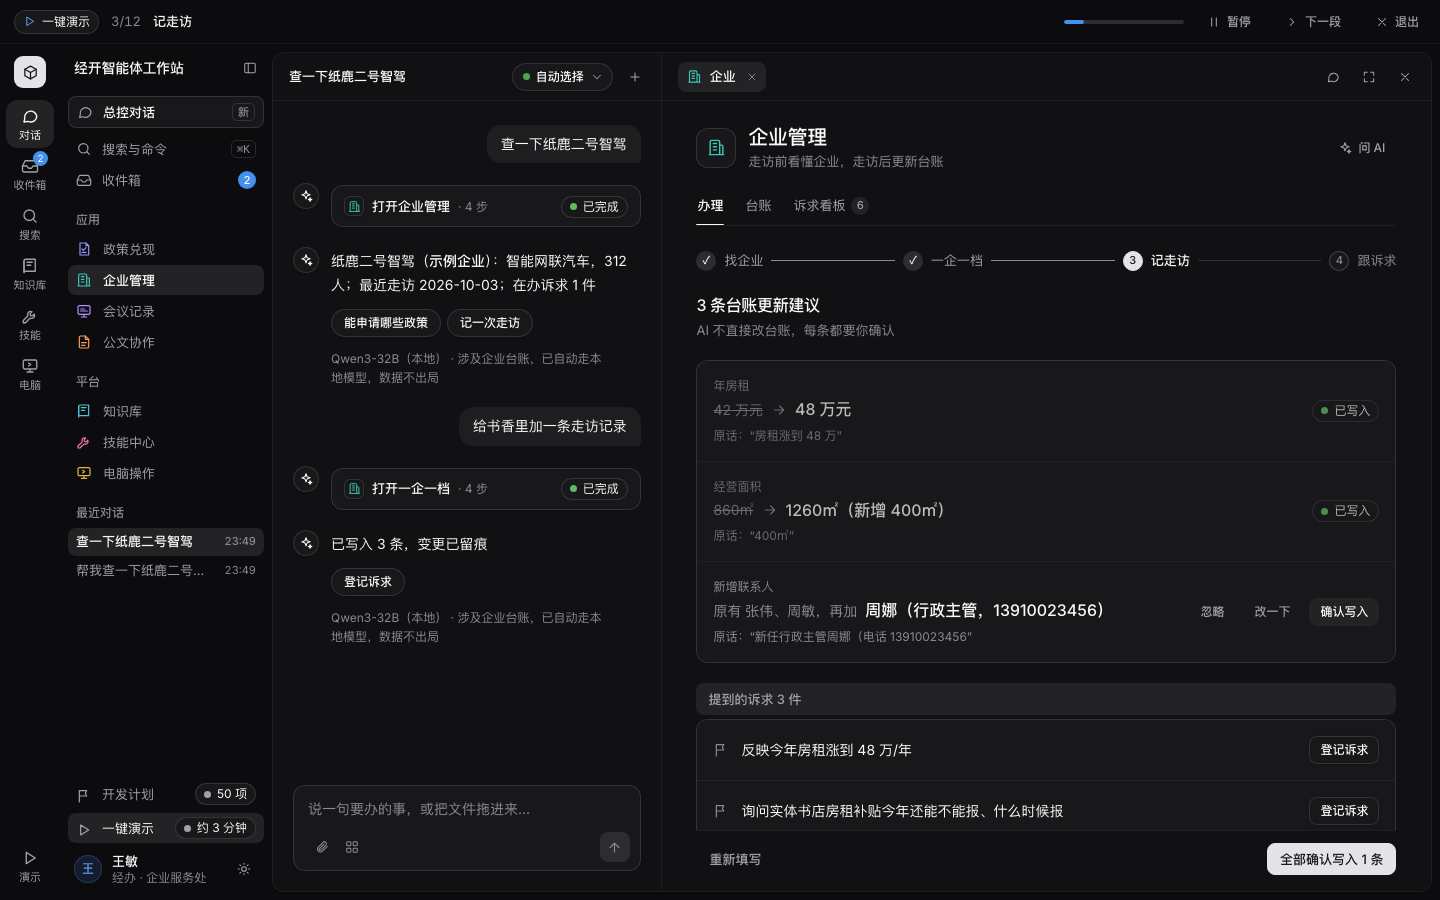 一键演示
3/12 记走访
暂停
下一段
退出
对话
收件箱
2
搜索
知识库
技能
电脑
演示
经开智能体工作站
总控对话 新
搜索与命令 ⌘K
收件箱 2
应用
政策兑现
企业管理
会议记录
公文协作
平台
知识库
技能中心
电脑操作
最近对话
查一下纸鹿二号智驾 23:49
帮我查一下纸鹿二号... 23:49
开发计划 50 项
一键演示 约 3 分钟
王
王敏
经办 · 企业服务处
查一下纸鹿二号智驾
自动选择
查一下纸鹿二号智驾
打开企业管理 · 4 步 已完成
纸鹿二号智驾（示例企业）：智能网联汽车，312
人；最近走访 2026-10-03；在办诉求 1 件
能申请哪些政策
记一次走访
Qwen3-32B（本地） · 涉及企业台账，已自动走本
地模型，数据不出局
给书香里加一条走访记录
打开一企一档 · 4 步 已完成
已写入 3 条，变更已留痕
登记诉求
Qwen3-32B（本地） · 涉及企业台账，已自动走本
地模型，数据不出局
说一句要办的事，或把文件拖进来...
企业
企业管理
走访前看懂企业，走访后更新台账
问 AI
办理
台账
诉求看板 6
找企业
一企一档
3 记走访
4 跟诉求
3 条台账更新建议
AI 不直接改台账，每条都要你确认
年房租
42 万元 → 48 万元
已写入
原话：“房租涨到 48 万”
经营面积
860㎡ → 1260㎡（新增 400㎡）
已写入
原话：“400㎡”
新增联系人
原有 张伟、周敏，再加 周娜（行政主管，13910023456）
忽略
改一下
确认写入
原话：“新任行政主管周娜（电话 13910023456”
提到的诉求 3 件
反映今年房租涨到 48 万/年
登记诉求
询问实体书店房租补贴今年还能不能报、什么时候报
登记诉求
重新填写
全部确认写入 1 条